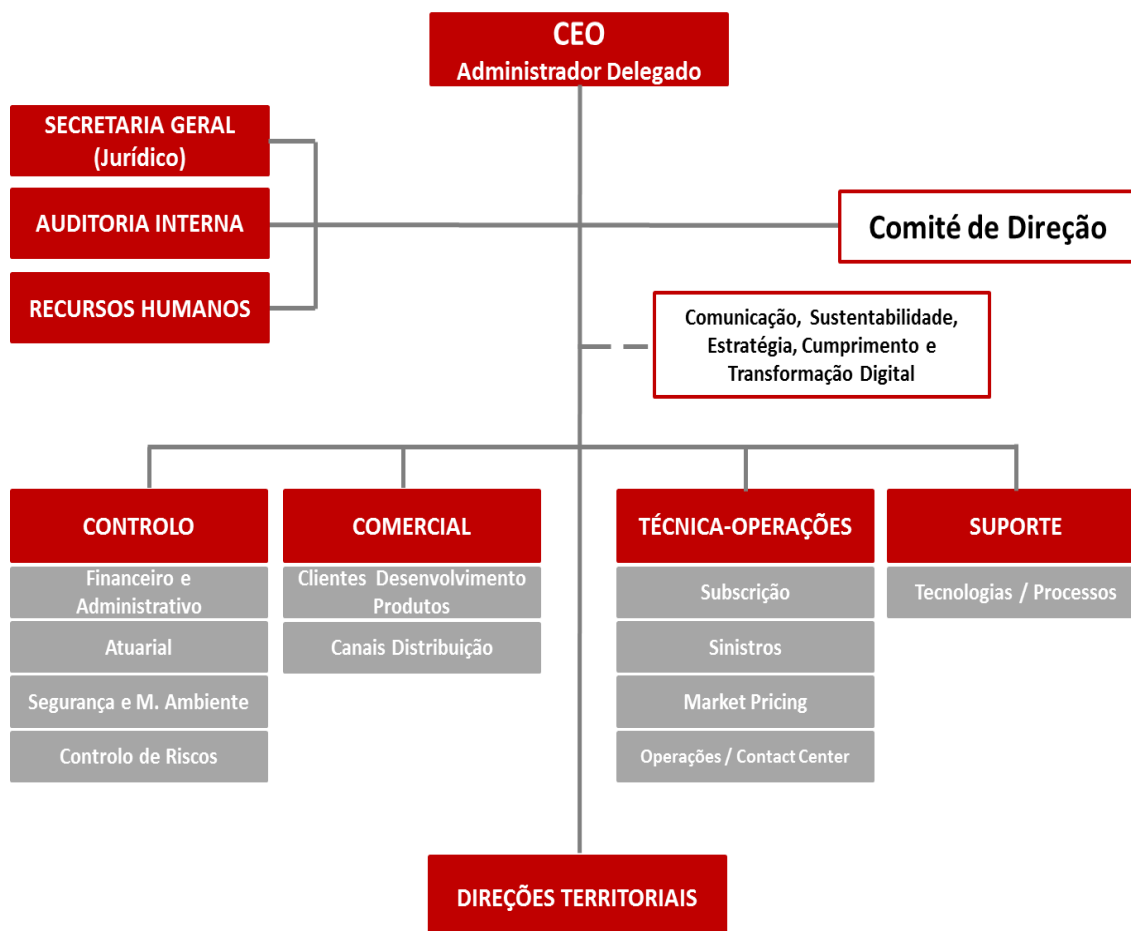 CEO
Administrador Delegado
SECRETARIA GERAL
(Jurídico)
AUDITORIA INTERNA
RECURSOS HUMANOS
Comité de Direção
Comunicação, Sustentabilidade,
Estratégia, Cumprimento e
Transformação Digital
CONTROLO
Financeiro e
Administrativo
Atuarial
Segurança e M. Ambiente
Controlo de Riscos
COMERCIAL
Clientes Desenvolvimento
Produtos
Canais Distribuição
TÉCNICA-OPERAÇÕES
Subscrição
Sinistros
Market Pricing
Operações / Contact Center
SUPORTE
Tecnologias / Processos
DIREÇÕES TERRITORIAIS